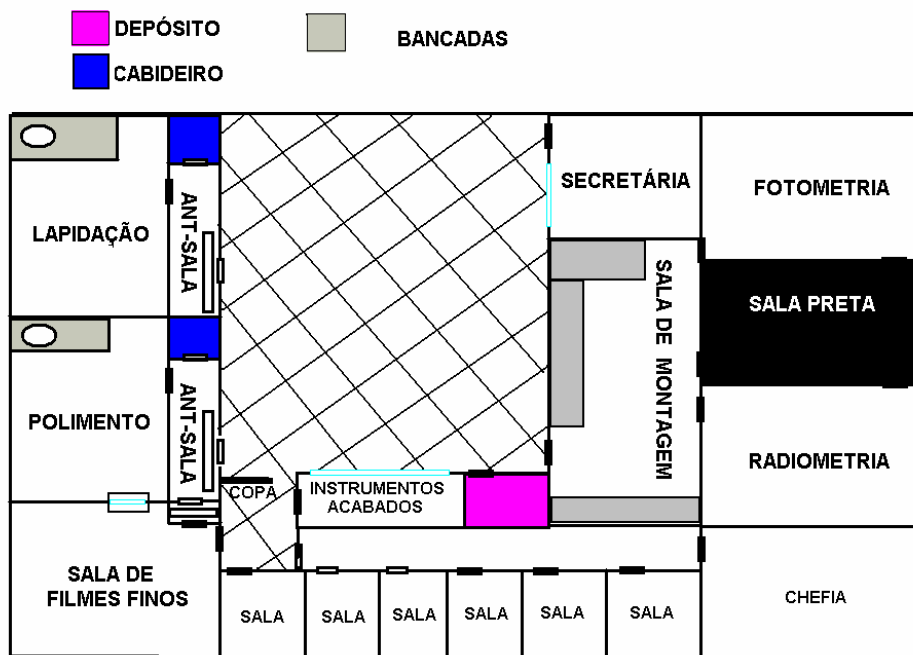 DEPÓSITO
BANCADAS
CABIDEIRO
SECRETÁRIA
FOTOMETRIA
LAPIDAÇÃO
ANT-SALA
SALA DE MONTAGEM
SALA PRETA
POLIMENTO
ANT-SALA
RADIOMETRIA
COPA
INSTRUMENTOS
ACABADOS
SALA DE
FILMES FINOS
SALA
SALA
SALA
SALA
SALA
SALA
CHEFIA